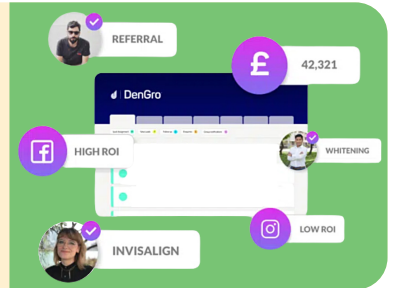 REFERRAL
£ 42,321
DenGro
HIGH ROI
WHITENING
LOW ROI
INVISALIGN